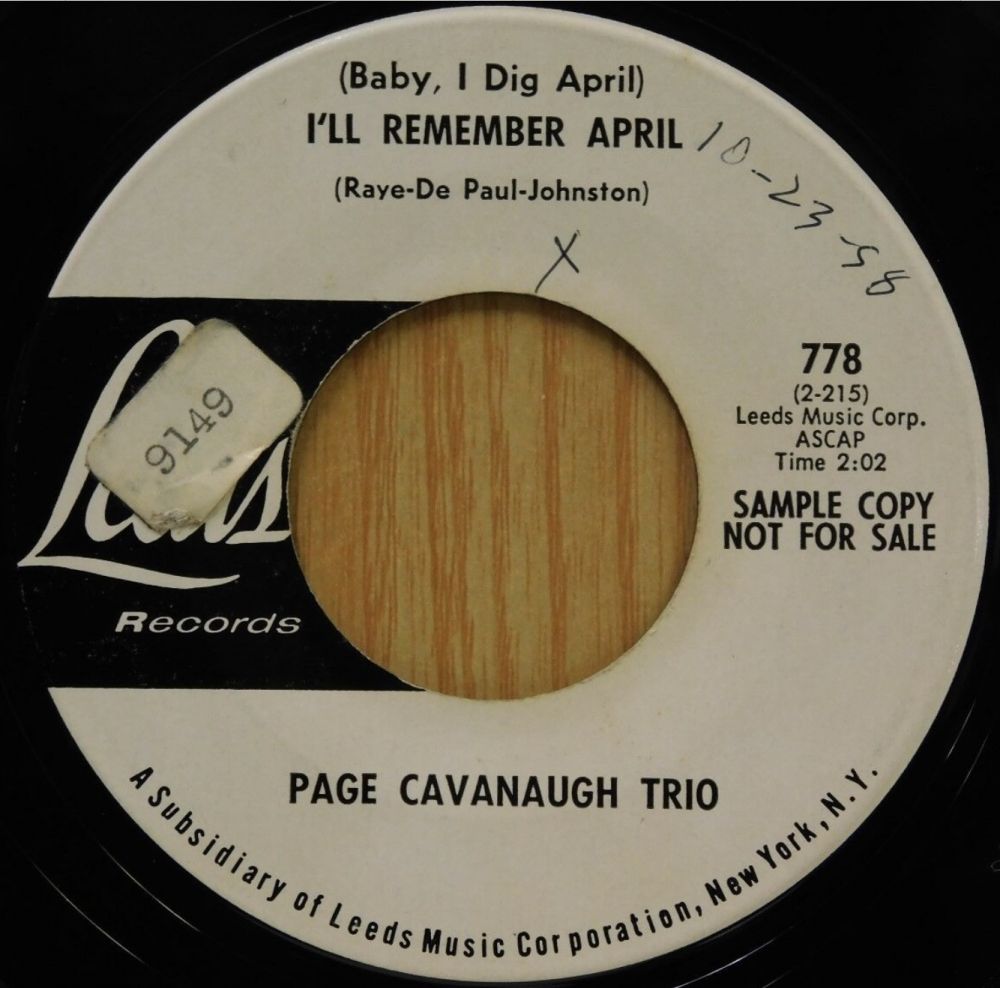 (Baby, I Dig April)
I'LL REMEMBER APRIL
(Raye-De Paul-Johnston)
10-23-58
X
778
(2-215)
Leeds Music Corp.
ASCAP
Time 2:02
SAMPLE COPY
NOT FOR SALE
9149
Leeds
Records
PAGE CAVANAUGH TRIO
A Subsidiary of Leeds Music Corporation, New York, N.Y.